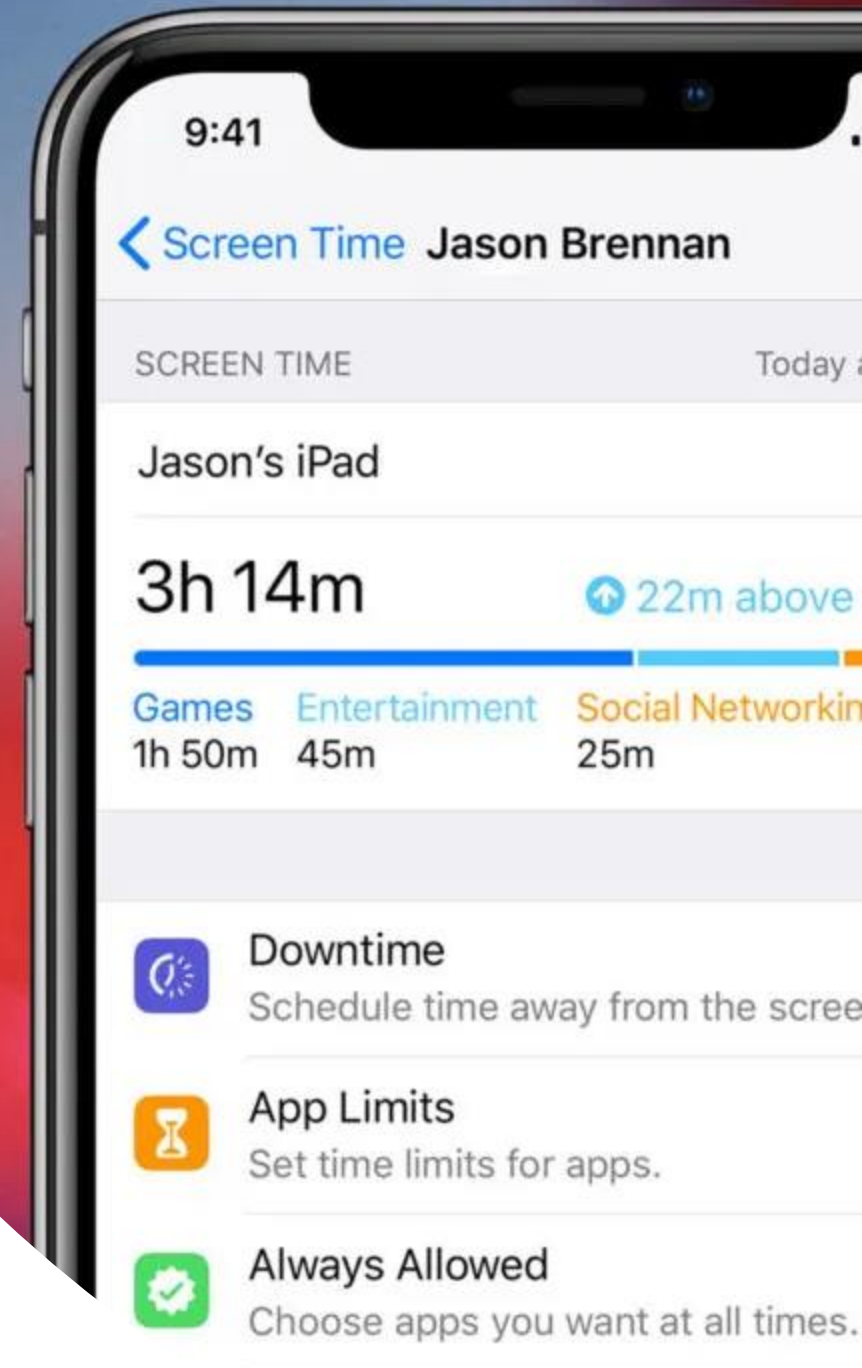 9:41
Screen Time Jason Brennan
SCREEN TIME Today
Jason's iPad
3h 14m 22m above
Games Entertainment Social
1h 50m 45m 25m
Downtime
Schedule time away from the
App Limits
Set time limits for apps.
Always Allowed
Choose apps you want at all times.